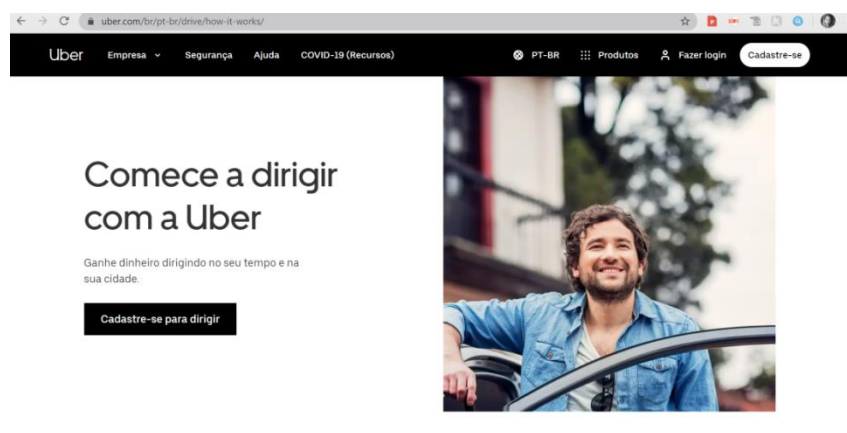 uber.com/br/pt-br/drive/how-it-works/
Uber Empresa Segurança Ajuda COVID-19 (Recursos) PT-BR Produtos Fazer login Cadastre-se
Comece a dirigir
com a Uber
Ganhe dinheiro dirigindo no seu tempo e na
sua cidade.
Cadastre-se para dirigir